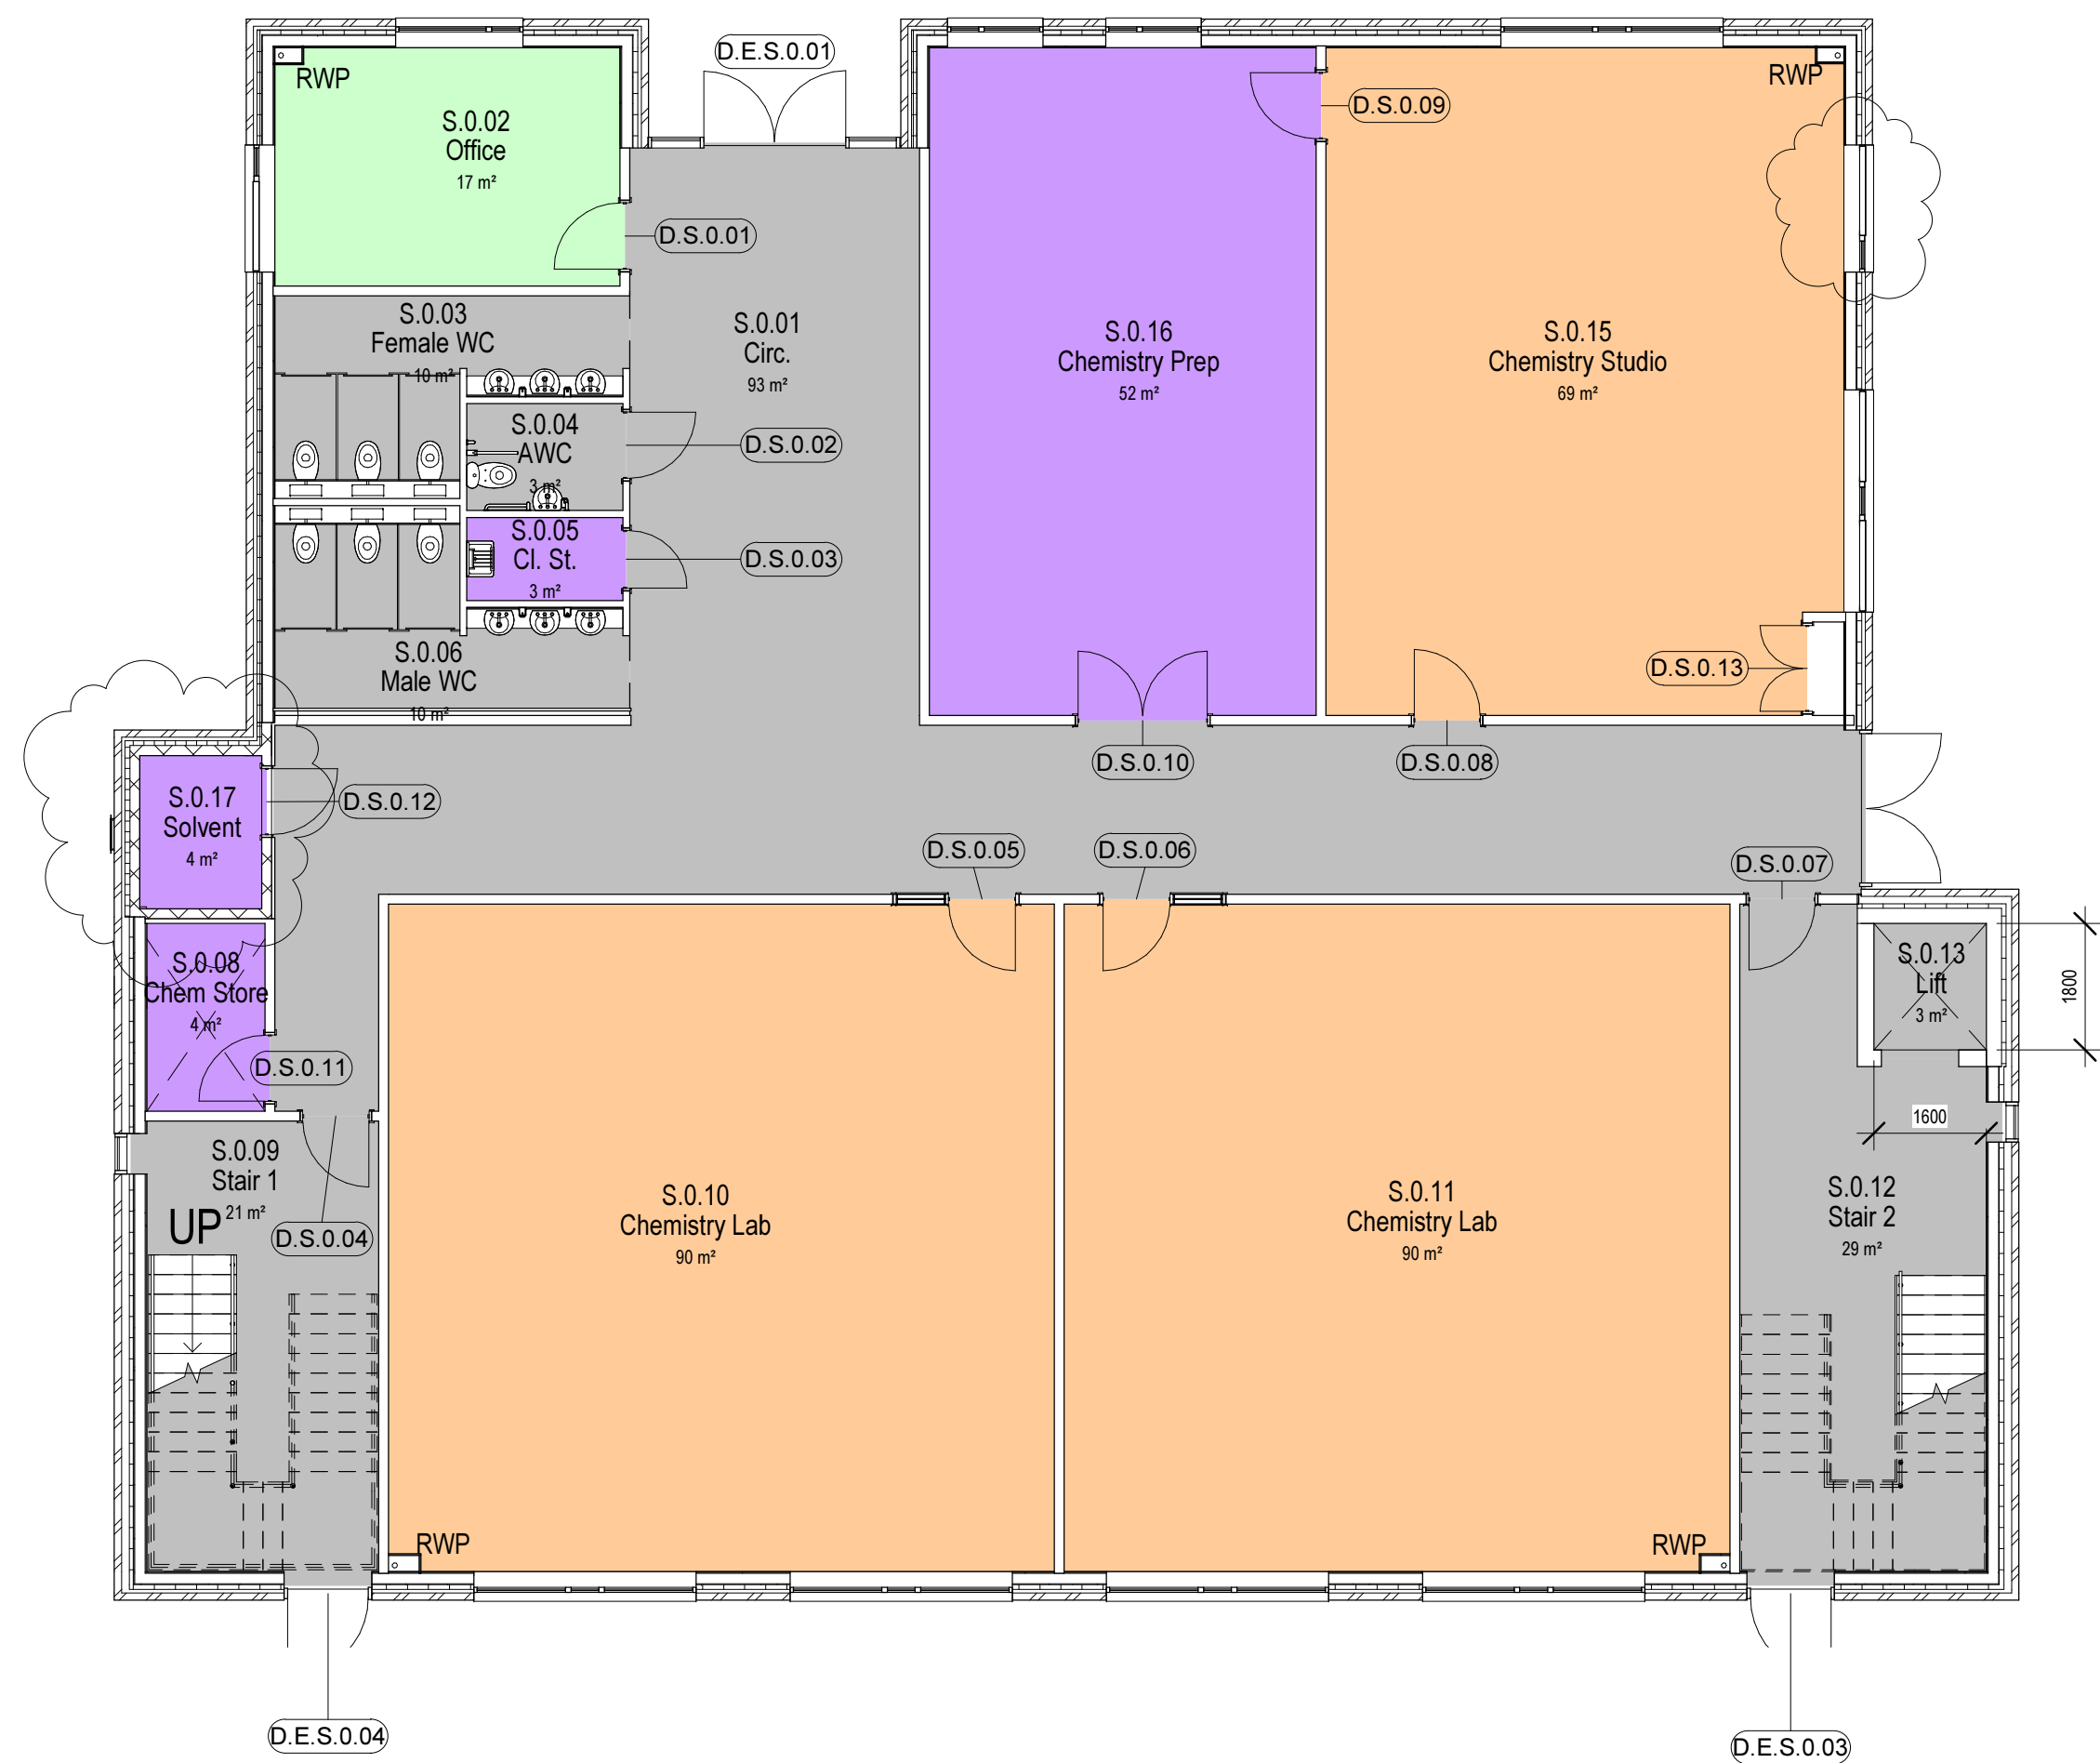 D.E.S.0.01
RWP
S.0.02
Office
17 m²
D.S.0.09
RWP
D.S.0.01
S.0.03
Female WC
10 m²
S.0.01
Circ.
93 m²
S.0.16
Chemistry Prep
52 m²
S.0.15
Chemistry Studio
69 m²
S.0.04
AWC
3 m²
D.S.0.02
S.0.05
Cl. St.
3 m²
D.S.0.03
S.0.06
Male WC
10 m²
D.S.0.13
D.S.0.10
D.S.0.08
S.0.17
Solvent
4 m²
D.S.0.12
D.S.0.05
D.S.0.06
D.S.0.07
S.0.08
Chem Store
4 m²
S.0.13
Lift
3 m²
1800
D.S.0.11
1600
S.0.09
Stair 1
21 m²
UP
D.S.0.04
S.0.10
Chemistry Lab
90 m²
S.0.11
Chemistry Lab
90 m²
S.0.12
Stair 2
29 m²
RWP
RWP
D.E.S.0.04
D.E.S.0.03